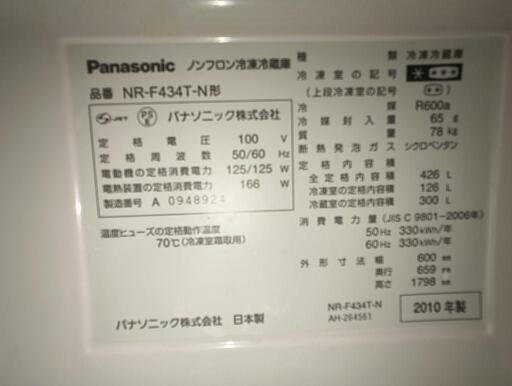 Panasonic ノンフロン冷凍冷蔵庫
品番 NR-F434T-N形
JET PS E パナソニック株式会社
定格電圧 100 V
定格周波数 50/60 Hz
電動機の定格消費電力 125/125 W
電熱装置の定格消費電力 166 W
製造番号 A 0948924
温度ヒューズの定格動作温度
70℃(冷凍室霜取用)
パナソニック株式会社 日本製
種類 冷凍冷蔵庫
冷凍室の記号
(上段冷凍室の記号)
冷媒 R600a
冷媒封入量 65 g
質量 78 kg
断熱発泡ガス シクロペンタン
定格内容積
全定格内容積 426 L
冷凍室の定格内容積 126 L
冷蔵室の定格内容積 300 L
消費電力量(JIS C 9801-2006年)
50Hz 330kWh/年
60Hz 330kWh/年
外形寸法 幅 600 mm
奥行 659 mm
高さ 1798 mm
NR-F434T-N
AH-264561
2010年製